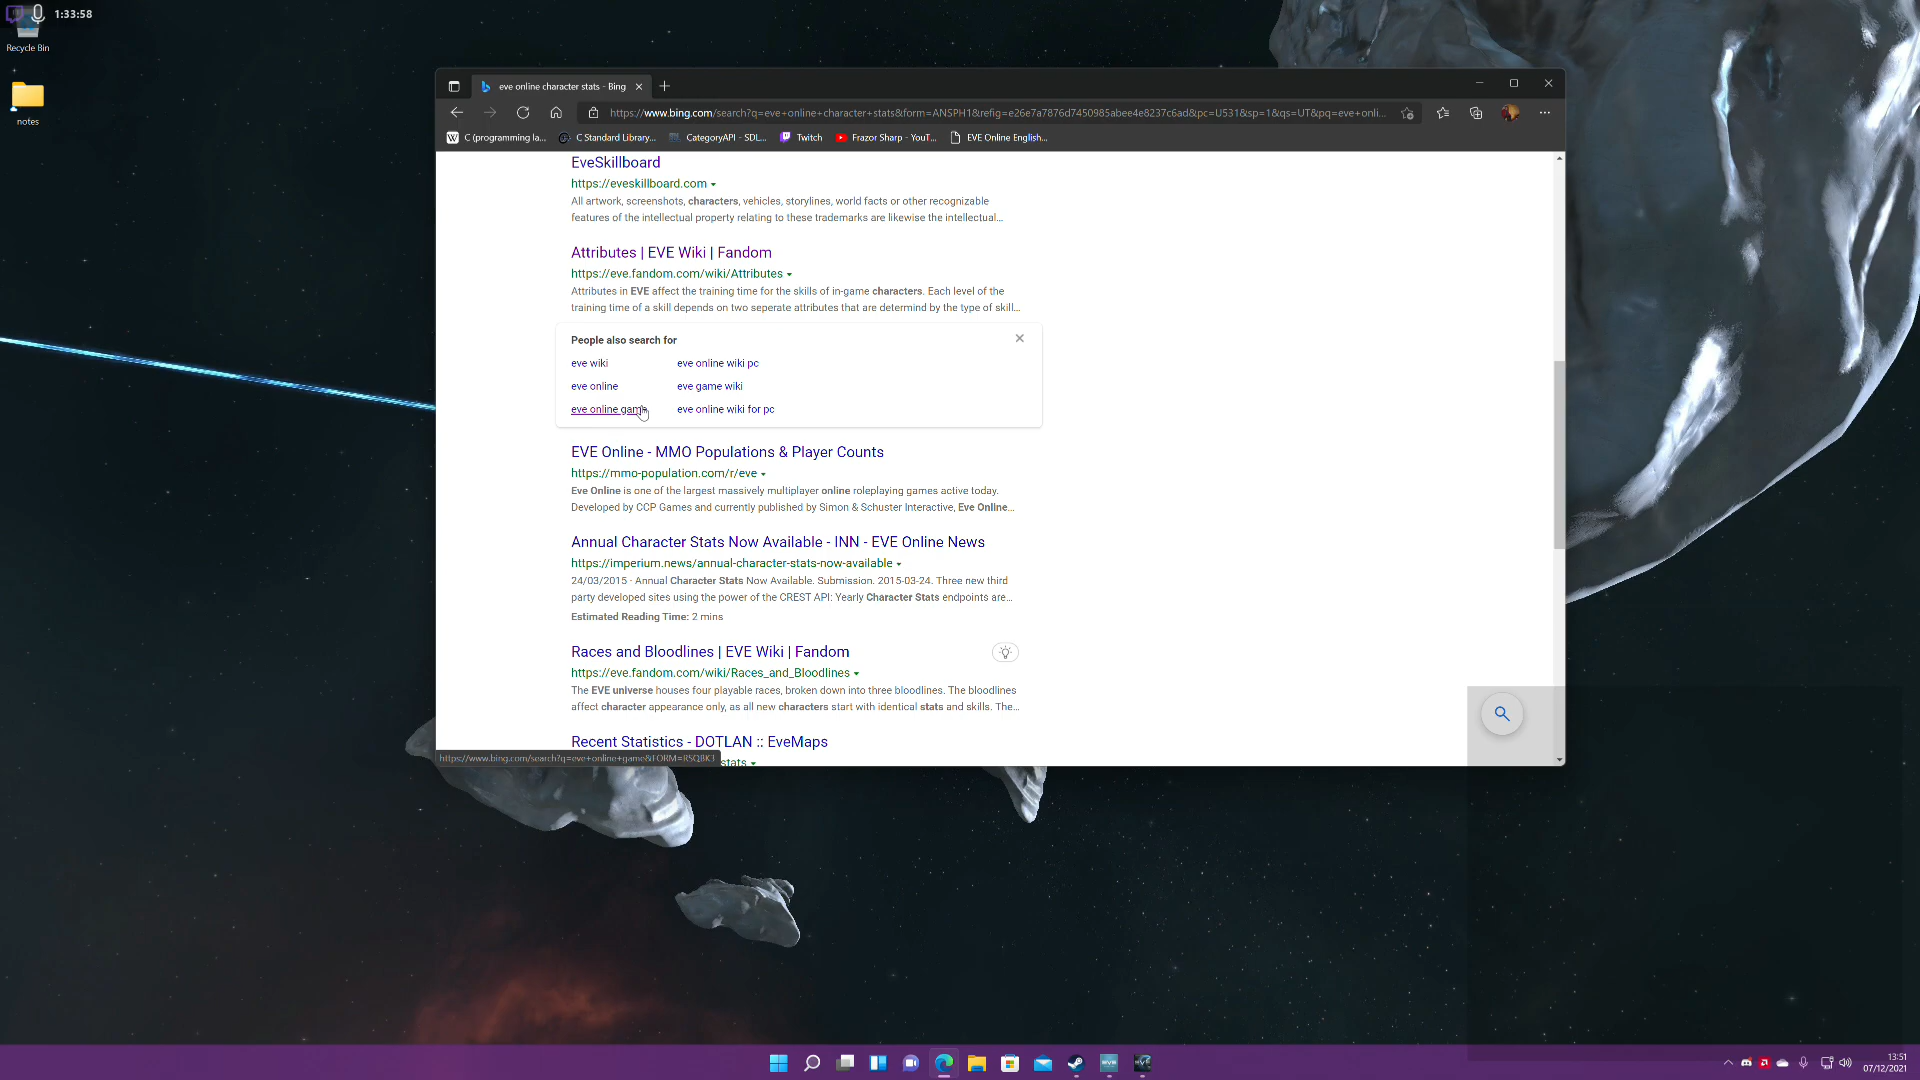 1:33:58
Recycle Bin
notes
eve online character stats - Bing
https://www.bing.com/search?q=eve+online+character+stats&form=ANSPH1&refig=e26e7a7876d7450985abee4e8237c6ad&pc=U531&sp=1&qs=UT&pq=eve+onli...
C (programming la...
C Standard Library...
CategoryAPI - SDL...
Twitch
Frazor Sharp - YouT...
EVE Online English...
EveSkillboard
https://eveskillboard.com
All artwork, screenshots, characters, vehicles, storylines, world facts or other recognizable
features of the intellectual property relating to these trademarks are likewise the intellectual...
Attributes | EVE Wiki | Fandom
https://eve.fandom.com/wiki/Attributes
Attributes in EVE affect the training time for the skills of in-game characters. Each level of the
training time of a skill depends on two seperate attributes that are determind by the type of skill...
People also search for
eve wiki
eve online wiki pc
eve online
eve game wiki
eve online game
eve online wiki for pc
EVE Online - MMO Populations & Player Counts
https://mmo-population.com/r/eve
Eve Online is one of the largest massively multiplayer online roleplaying games active today.
Developed by CCP Games and currently published by Simon & Schuster Interactive, Eve Online...
Annual Character Stats Now Available - INN - EVE Online News
https://imperium.news/annual-character-stats-now-available
24/03/2015 · Annual Character Stats Now Available. Submission. 2015-03-24. Three new third
party developed sites using the power of the CREST API: Yearly Character Stats endpoints are...
Estimated Reading Time: 2 mins
Races and Bloodlines | EVE Wiki | Fandom
https://eve.fandom.com/wiki/Races_and_Bloodlines
The EVE universe houses four playable races, broken down into three bloodlines. The bloodlines
affect character appearance only, as all new characters start with identical stats and skills. The...
Recent Statistics - DOTLAN :: EveMaps
https://www.bing.com/search?q=eve+online+game&FORM=RSQBK3
stats
13:51
07/12/2021